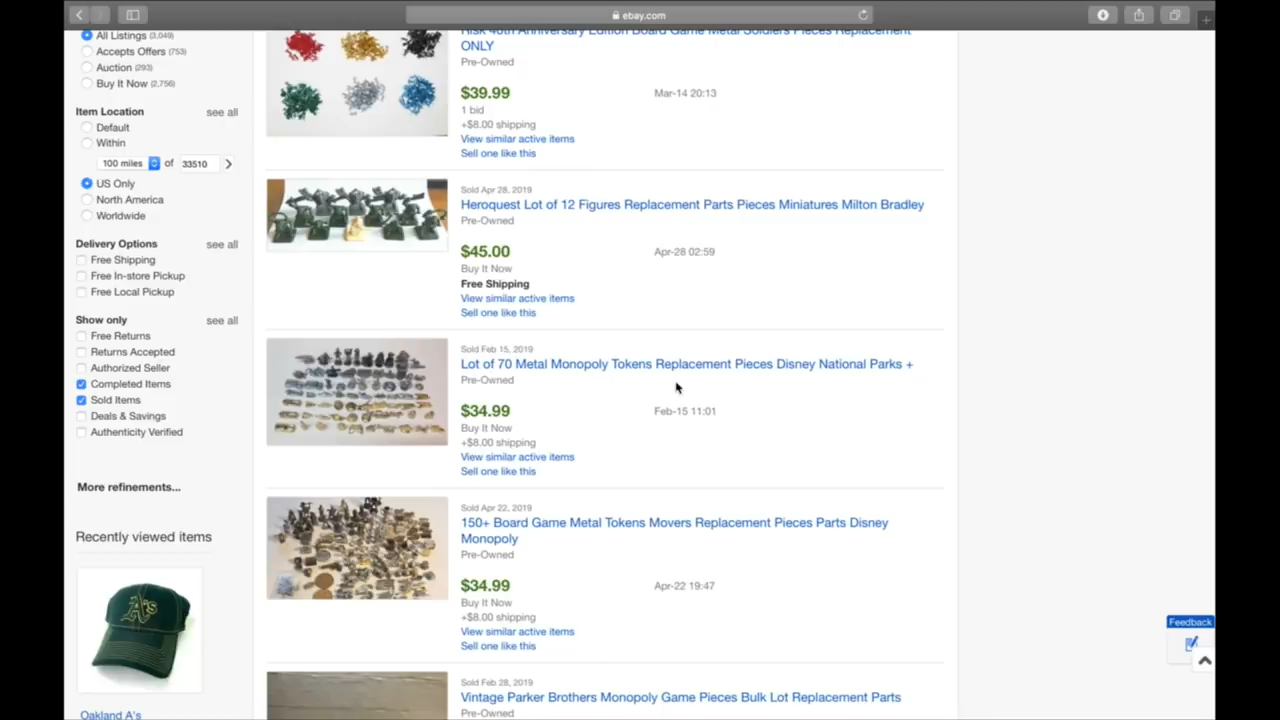 ebay.com
All Listings (3,049)
Accepts Offers (753)
Auction (293)
Buy It Now (2,756)
Item Location see all
Default
Within
100 miles of 33510
US Only
North America
Worldwide
Delivery Options see all
Free Shipping
Free In-store Pickup
Free Local Pickup
Show only see all
Free Returns
Returns Accepted
Authorized Seller
Completed Items
Sold Items
Deals & Savings
Authenticity Verified
More refinements...
Recently viewed items
A's
Oakland A's
Risk 40th Anniversary Edition Board Game Metal Soldiers Pieces Replacement
ONLY
Pre-Owned
$39.99 Mar-14 20:13
1 bid
+$8.00 shipping
View similar active items
Sell one like this
Sold Apr 28, 2019
Heroquest Lot of 12 Figures Replacement Parts Pieces Miniatures Milton Bradley
Pre-Owned
$45.00 Apr-28 02:59
Buy It Now
Free Shipping
View similar active items
Sell one like this
Sold Feb 15, 2019
Lot of 70 Metal Monopoly Tokens Replacement Pieces Disney National Parks +
Pre-Owned
$34.99 Feb-15 11:01
Buy It Now
+$8.00 shipping
View similar active items
Sell one like this
Sold Apr 22, 2019
150+ Board Game Metal Tokens Movers Replacement Pieces Parts Disney
Monopoly
Pre-Owned
$34.99 Apr-22 19:47
Buy It Now
+$8.00 shipping
View similar active items
Sell one like this
Sold Feb 28, 2019
Vintage Parker Brothers Monopoly Game Pieces Bulk Lot Replacement Parts
Pre-Owned
Feedback